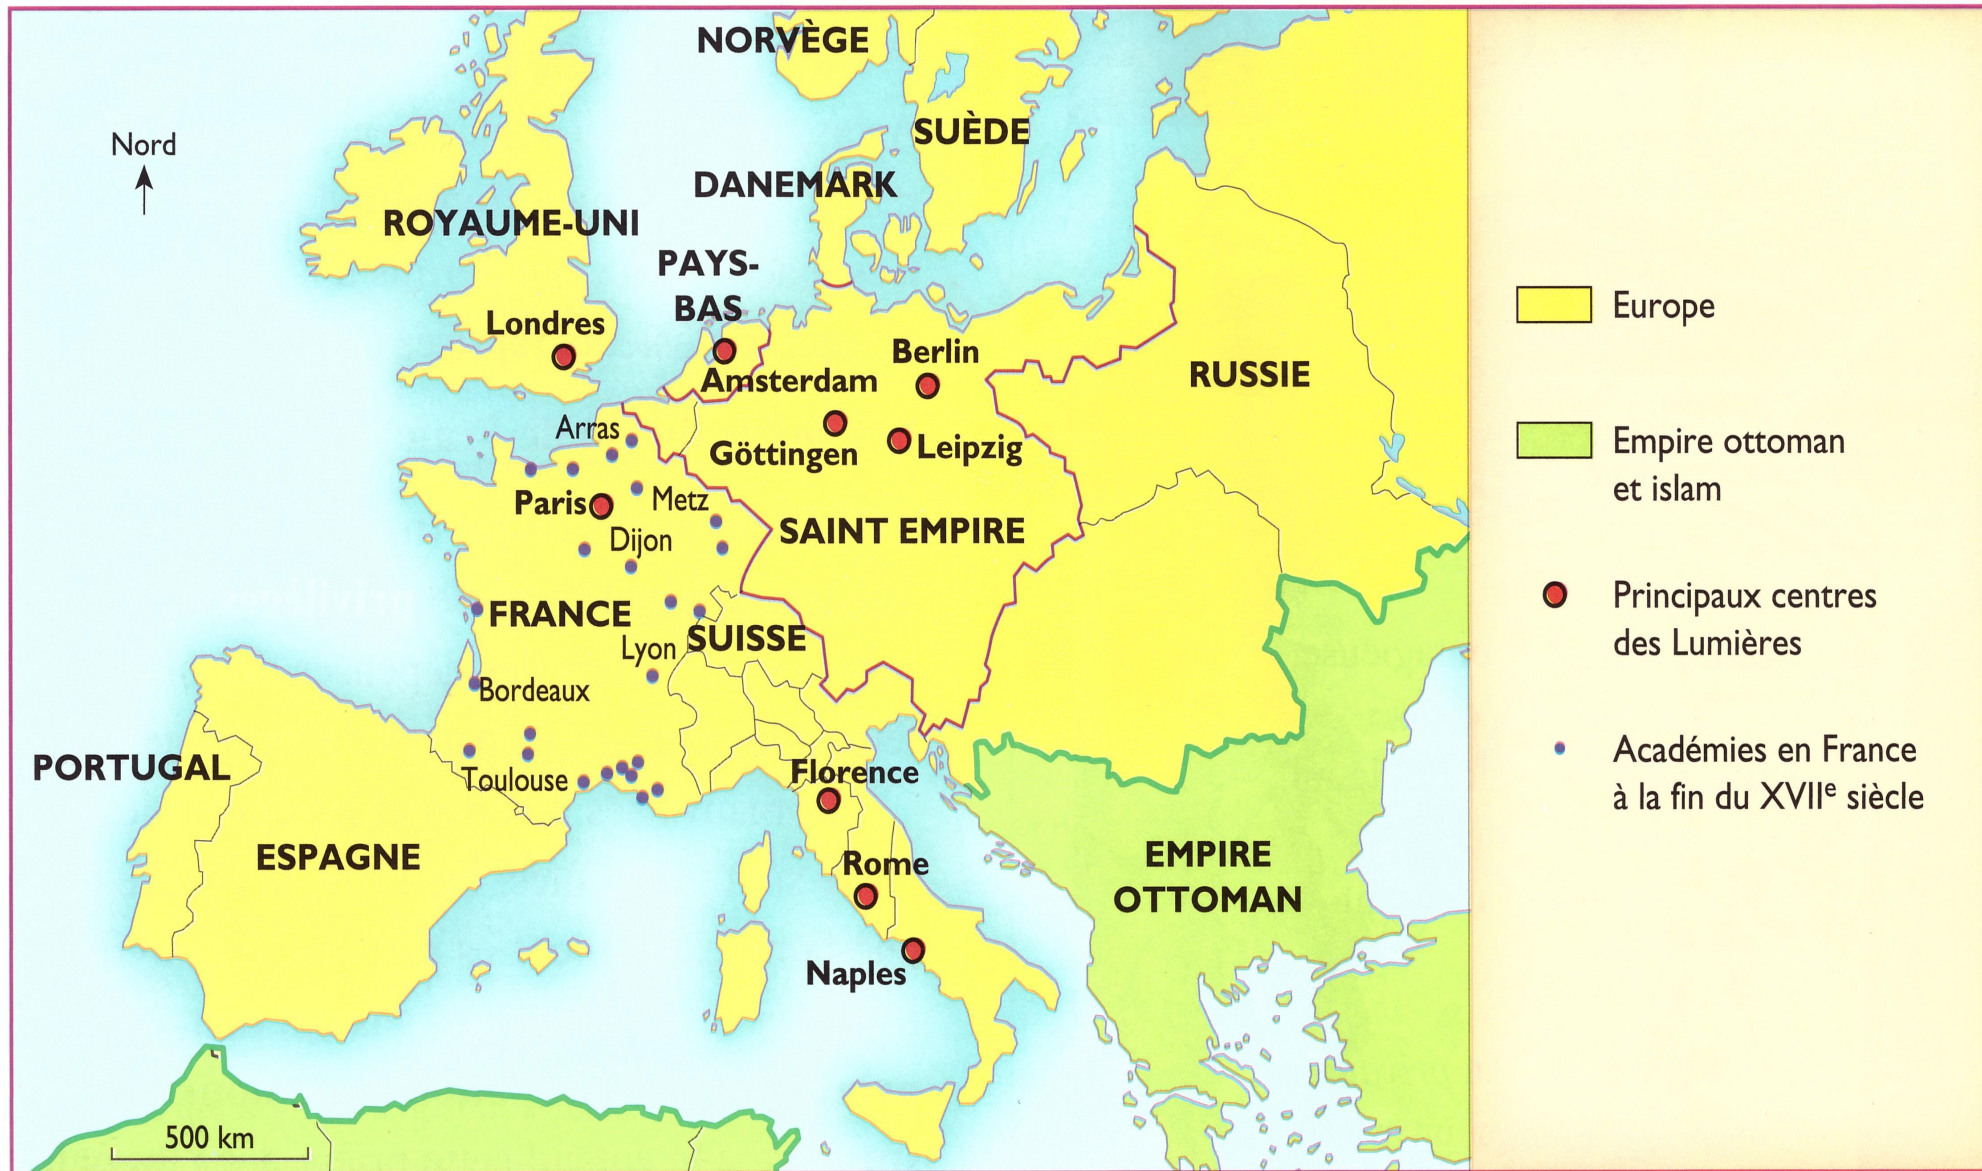 NORVÈGE
SUÈDE
Nord
DANEMARK
ROYAUME-UNI
PAYS-
BAS
Londres
Berlin
Amsterdam
RUSSIE
Arras
Göttingen
Leipzig
Paris
Metz
Dijon
SAINT EMPIRE
FRANCE
SUISSE
Lyon
Bordeaux
PORTUGAL
Toulouse
Florence
ESPAGNE
Rome
EMPIRE
OTTOMAN
Naples
500 km
Europe
Empire ottoman
et islam
Principaux centres
des Lumières
Académies en France
à la fin du XVIIe siècle